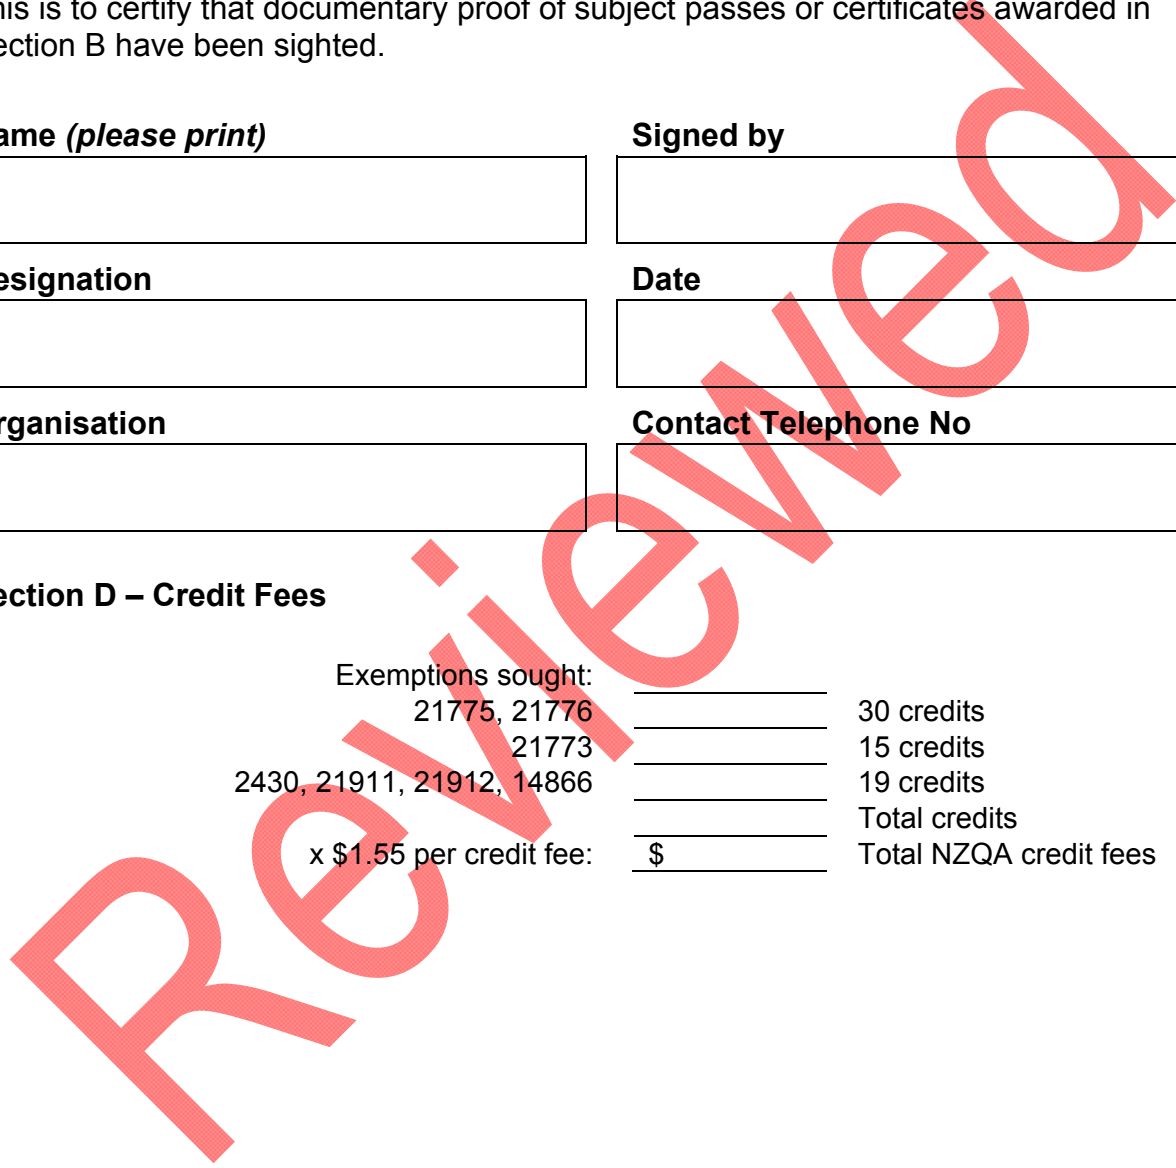 his is to certify that documentary proof of subject passes or certificates awarded in
ection B have been sighted.
ame (please print) Signed by
esignation Date
rganisation Contact Telephone No
ection D – Credit Fees
Exemptions sought:
21775, 21776 30 credits
21773 15 credits
2430, 21911, 21912, 14866 19 credits
Total credits
x $1.55 per credit fee: $ Total NZQA credit fees
Reviewed